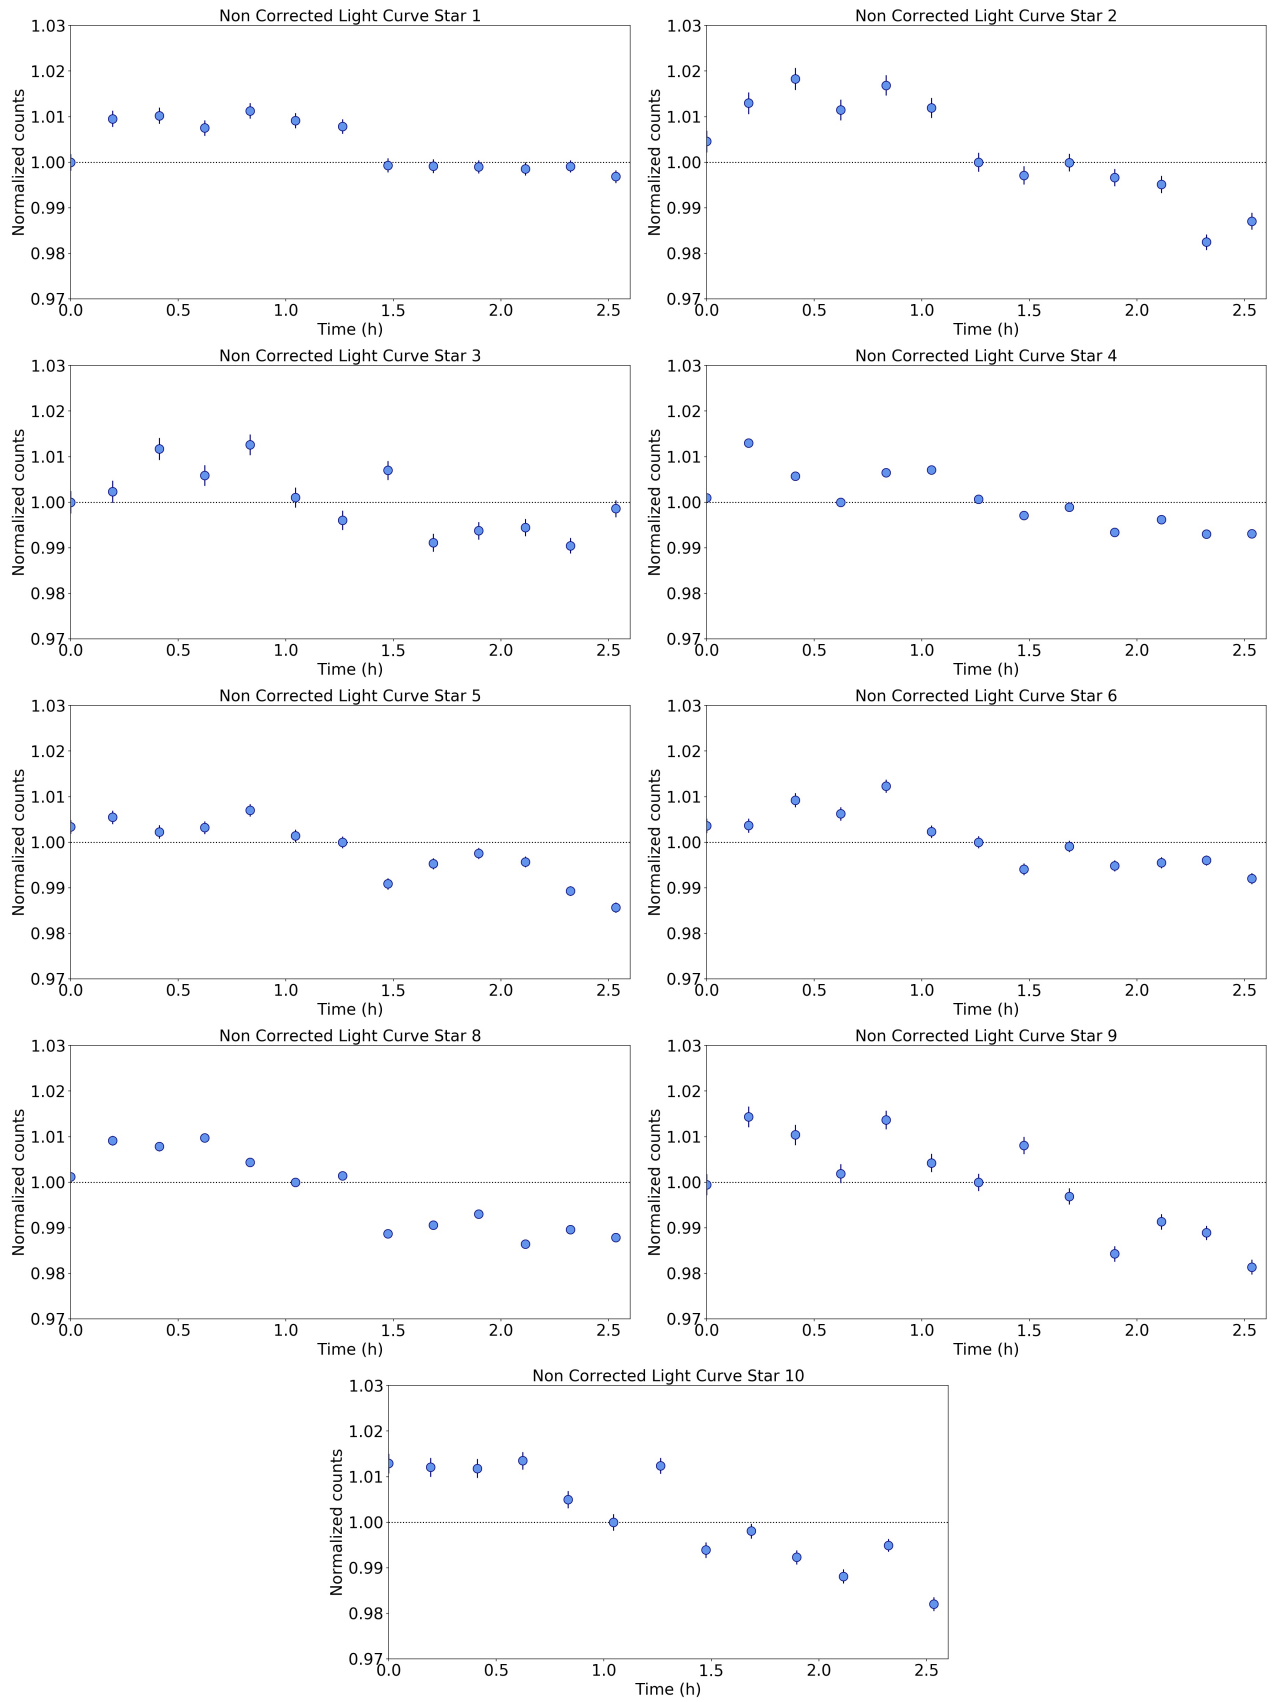 Non Corrected Light Curve Star 1
1.03
1.02
1.01
1.00
0.99
0.98
0.97
Normalized counts
0.0 0.5 1.0 1.5 2.0 2.5
Time (h)
Non Corrected Light Curve Star 2
1.03
1.02
1.01
1.00
0.99
0.98
0.97
Normalized counts
0.0 0.5 1.0 1.5 2.0 2.5
Time (h)
Non Corrected Light Curve Star 3
1.03
1.02
1.01
1.00
0.99
0.98
0.97
Normalized counts
0.0 0.5 1.0 1.5 2.0 2.5
Time (h)
Non Corrected Light Curve Star 4
1.03
1.02
1.01
1.00
0.99
0.98
0.97
Normalized counts
0.0 0.5 1.0 1.5 2.0 2.5
Time (h)
Non Corrected Light Curve Star 5
1.03
1.02
1.01
1.00
0.99
0.98
0.97
Normalized counts
0.0 0.5 1.0 1.5 2.0 2.5
Time (h)
Non Corrected Light Curve Star 6
1.03
1.02
1.01
1.00
0.99
0.98
0.97
Normalized counts
0.0 0.5 1.0 1.5 2.0 2.5
Time (h)
Non Corrected Light Curve Star 8
1.03
1.02
1.01
1.00
0.99
0.98
0.97
Normalized counts
0.0 0.5 1.0 1.5 2.0 2.5
Time (h)
Non Corrected Light Curve Star 9
1.03
1.02
1.01
1.00
0.99
0.98
0.97
Normalized counts
0.0 0.5 1.0 1.5 2.0 2.5
Time (h)
Non Corrected Light Curve Star 10
1.03
1.02
1.01
1.00
0.99
0.98
0.97
Normalized counts
0.0 0.5 1.0 1.5 2.0 2.5
Time (h)